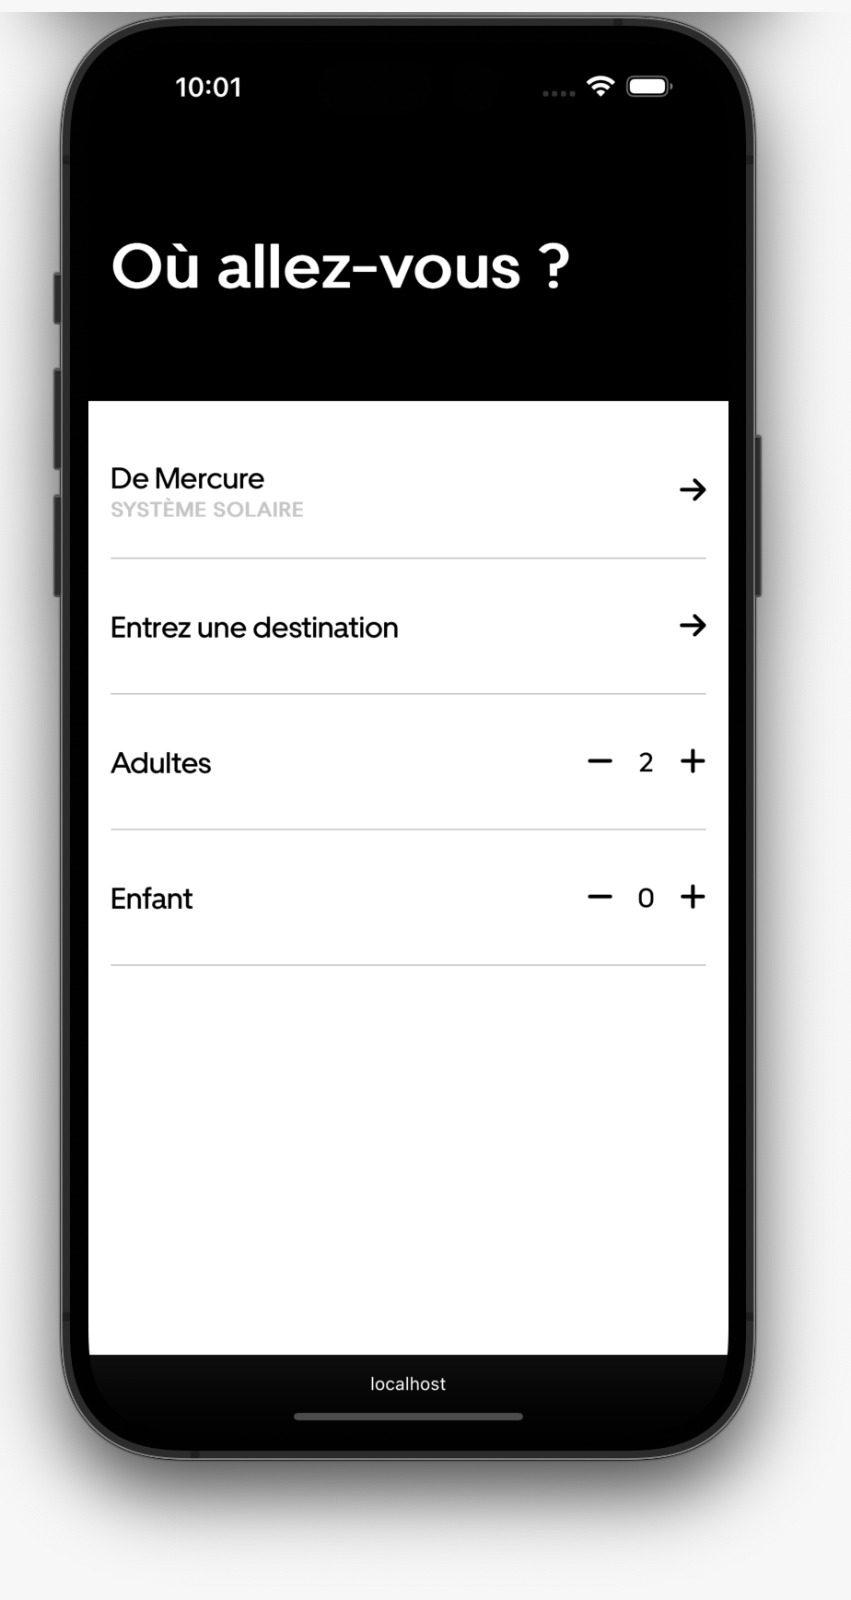 10:01
Où allez-vous ?
De Mercure
SYSTÈME SOLAIRE
Entrez une destination
Adultes
2
Enfant
0
localhost